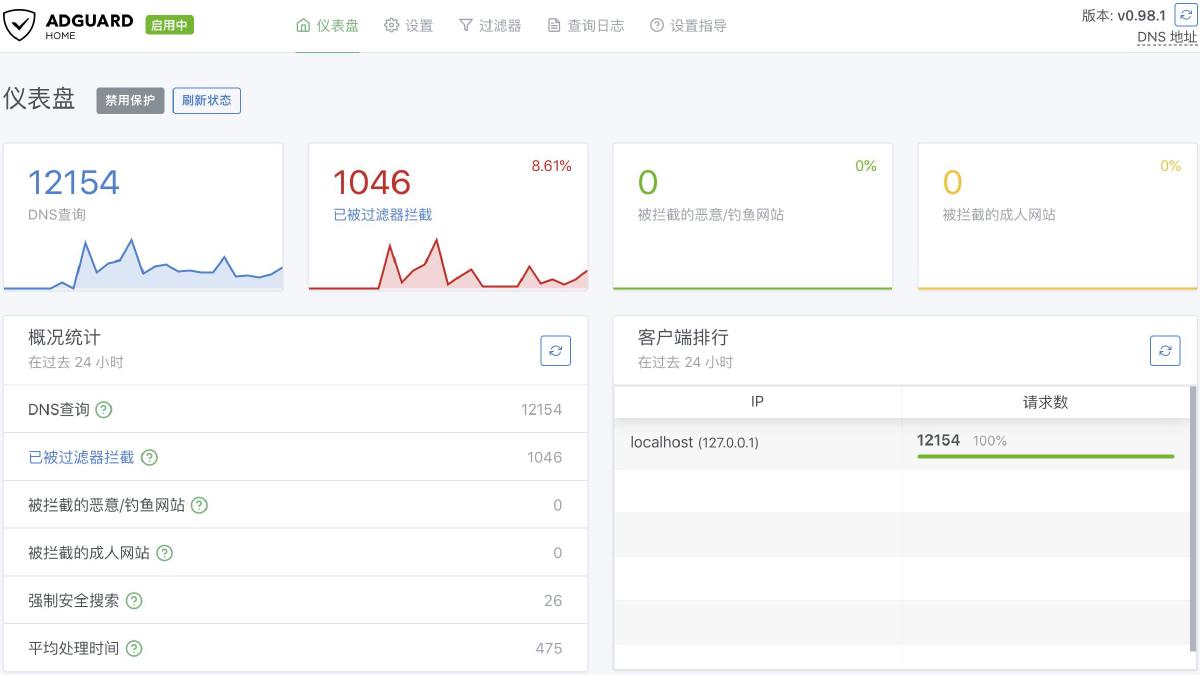 ADGUARD
HOME
启用中
仪表盘
设置
过滤器
查询日志
设置指导
版本: v0.98.1
DNS 地址
仪表盘
禁用保护
刷新状态
12154
DNS查询
1046
8.61%
已被过滤器拦截
0
0%
被拦截的恶意/钓鱼网站
0
0%
被拦截的成人网站
概况统计
在过去 24 小时
DNS查询 12154
已被过滤器拦截 1046
被拦截的恶意/钓鱼网站 0
被拦截的成人网站 0
强制安全搜索 26
平均处理时间 475
客户端排行
在过去 24 小时
IP 请求数
localhost (127.0.0.1) 12154 100%